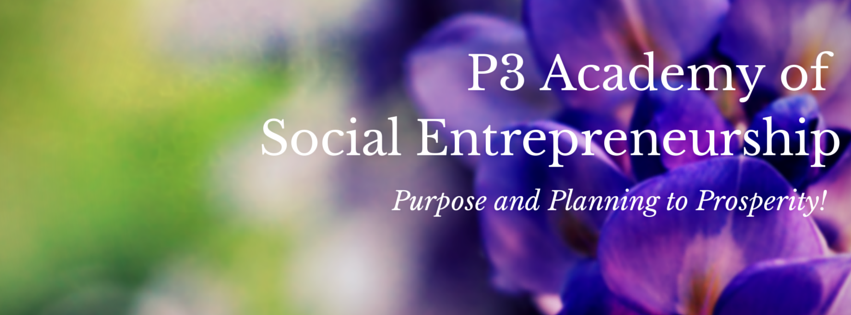 P3 Academy of
Social Entrepreneurship
Purpose and Planning to Prosperity!